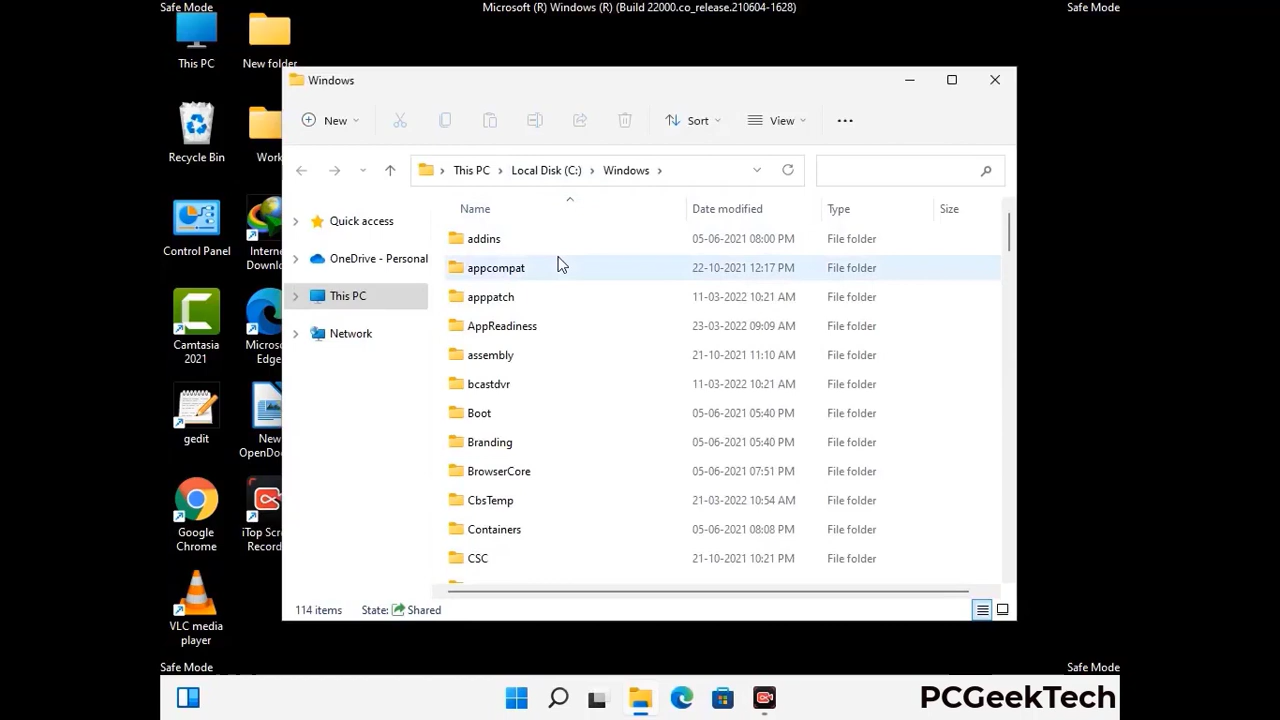 Safe Mode
Microsoft (R) Windows (R) (Build 22000.co_release.210604-1628)
Safe Mode
This PC
New folder
Recycle Bin
Work
Control Panel
Internet
Downlo
Camtasia
2021
Microso
Edge
gedit
New
OpenDoc
Google
Chrome
iTop Scre
Record
VLC media
player
Windows
New
Sort
View
This PC
Local Disk (C:)
Windows
Quick access
OneDrive - Personal
This PC
Network
Name Date modified Type Size
addins 05-06-2021 08:00 PM File folder
appcompat 22-10-2021 12:17 PM File folder
apppatch 11-03-2022 10:21 AM File folder
AppReadiness 23-03-2022 09:09 AM File folder
assembly 21-10-2021 11:10 AM File folder
bcastdvr 11-03-2022 10:21 AM File folder
Boot 05-06-2021 05:40 PM File folder
Branding 05-06-2021 05:40 PM File folder
BrowserCore 05-06-2021 07:51 PM File folder
CbsTemp 21-03-2022 10:54 AM File folder
Containers 05-06-2021 08:08 PM File folder
CSC 21-10-2021 10:21 PM File folder
114 items State: Shared
Safe Mode
Safe Mode
PCGeekTech